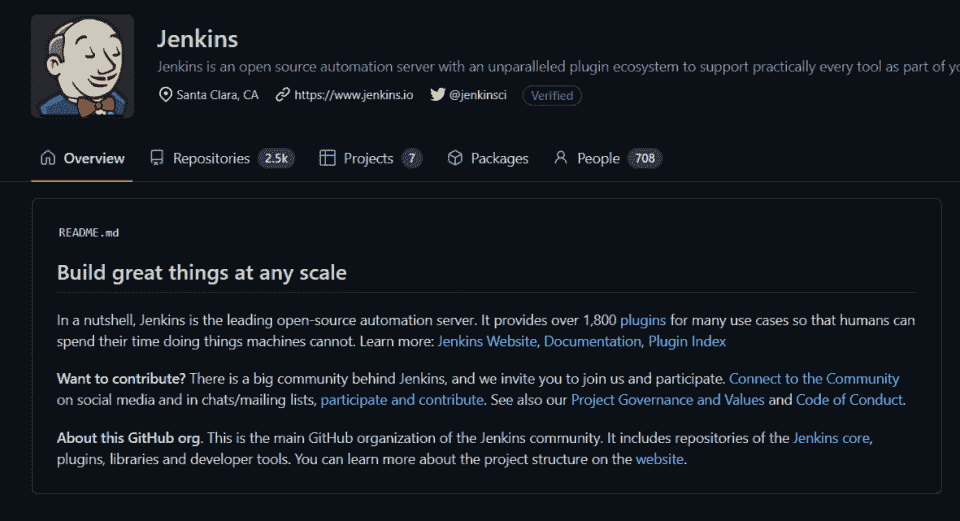 Jenkins
Jenkins is an open source automation server with an unparalleled plugin ecosystem to support practically every tool as part of
Santa Clara, CA https://www.jenkins.io @jenkinsci Verified
Overview Repositories 2.5k Projects 7 Packages People 708
README.md
Build great things at any scale
In a nutshell, Jenkins is the leading open-source automation server. It provides over 1,800 plugins for many use cases so that humans can
spend their time doing things machines cannot. Learn more: Jenkins Website, Documentation, Plugin Index
Want to contribute? There is a big community behind Jenkins, and we invite you to join us and participate. Connect to the Community
on social media and in chats/mailing lists, participate and contribute. See also our Project Governance and Values and Code of Conduct.
About this GitHub org. This is the main GitHub organization of the Jenkins community. It includes repositories of the Jenkins core,
plugins, libraries and developer tools. You can learn more about the project structure on the website.